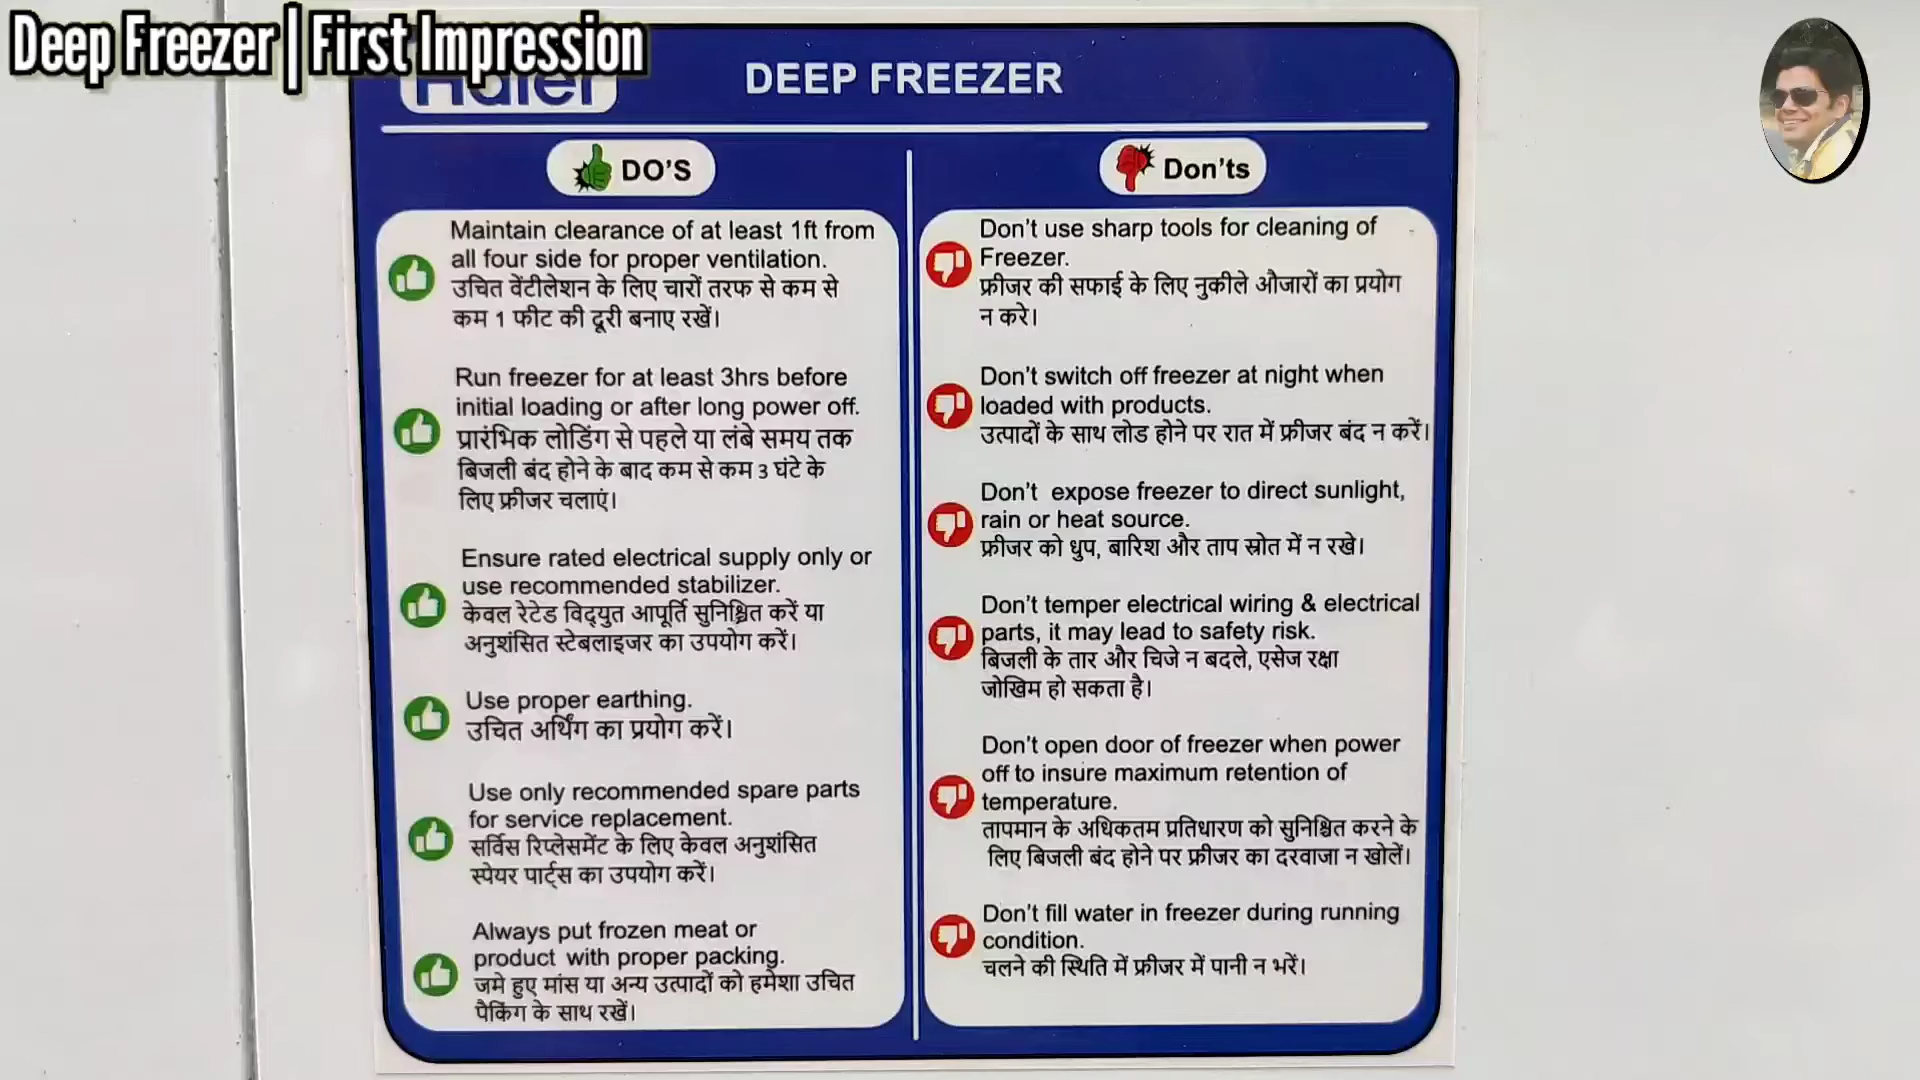 Deep Freezer | First Impression
Haier
DEEP FREEZER
DO'S
Maintain clearance of at least 1ft from
all four side for proper ventilation.
उचित वेंटीलेशन के लिए चारों तरफ से कम से
कम 1 फीट की दूरी बनाए रखें।
Run freezer for at least 3hrs before
initial loading or after long power off.
प्रारंभिक लोडिंग से पहले या लंबे समय तक
बिजली बंद होने के बाद कम से कम 3 घंटे के
लिए फ्रीजर चलाएं।
Ensure rated electrical supply only or
use recommended stabilizer.
केवल रेटेड विद्युत आपूर्ति सुनिश्चित करें या
अनुशंसित स्टेबलाइजर का उपयोग करें।
Use proper earthing.
उचित अर्थिंग का प्रयोग करें।
Use only recommended spare parts
for service replacement.
सर्विस रिप्लेसमेंट के लिए केवल अनुशंसित
स्पेयर पार्ट्स का उपयोग करें।
Always put frozen meat or
product with proper packing.
जमे हुए मांस या अन्य उत्पादों को हमेशा उचित
पैकिंग के साथ रखें।
Don'ts
Don't use sharp tools for cleaning of
Freezer.
फ्रीजर की सफाई के लिए नुकीले औजारों का प्रयोग
न करे।
Don't switch off freezer at night when
loaded with products.
उत्पादों के साथ लोड होने पर रात में फ्रीजर बंद न करें।
Don't expose freezer to direct sunlight,
rain or heat source.
फ्रीजर को धुप, बारिश और ताप स्रोत में न रखे।
Don't temper electrical wiring & electrical
parts, it may lead to safety risk.
बिजली के तार और चिजे न बदले, एसेज रक्षा
जोखिम हो सकता है।
Don't open door of freezer when power
off to insure maximum retention of
temperature.
तापमान के अधिकतम प्रतिधारण को सुनिश्चित करने के
लिए बिजली बंद होने पर फ्रीजर का दरवाजा न खोलें।
Don't fill water in freezer during running
condition.
चलने की स्थिति में फ्रीजर में पानी न भरें।